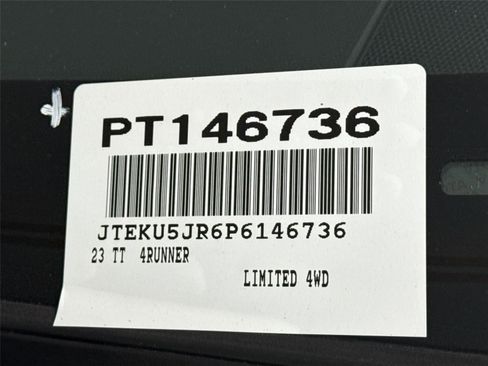 PT146736
JTEKU5JR6P6146736
23 TT 4RUNNER
LIMITED 4WD